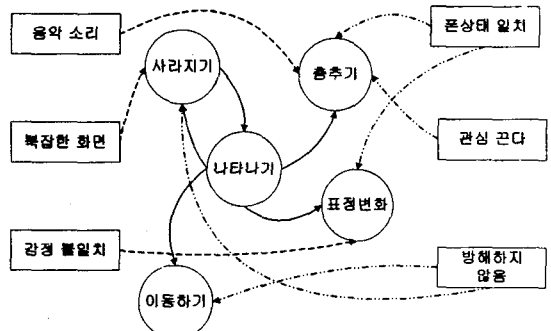 음악 소리
폰상태 일치
사라지기
춤추기
복잡한 화면
관심 끈다
나타나기
표정변화
감정 불일치
방해하지
않음
이동하기